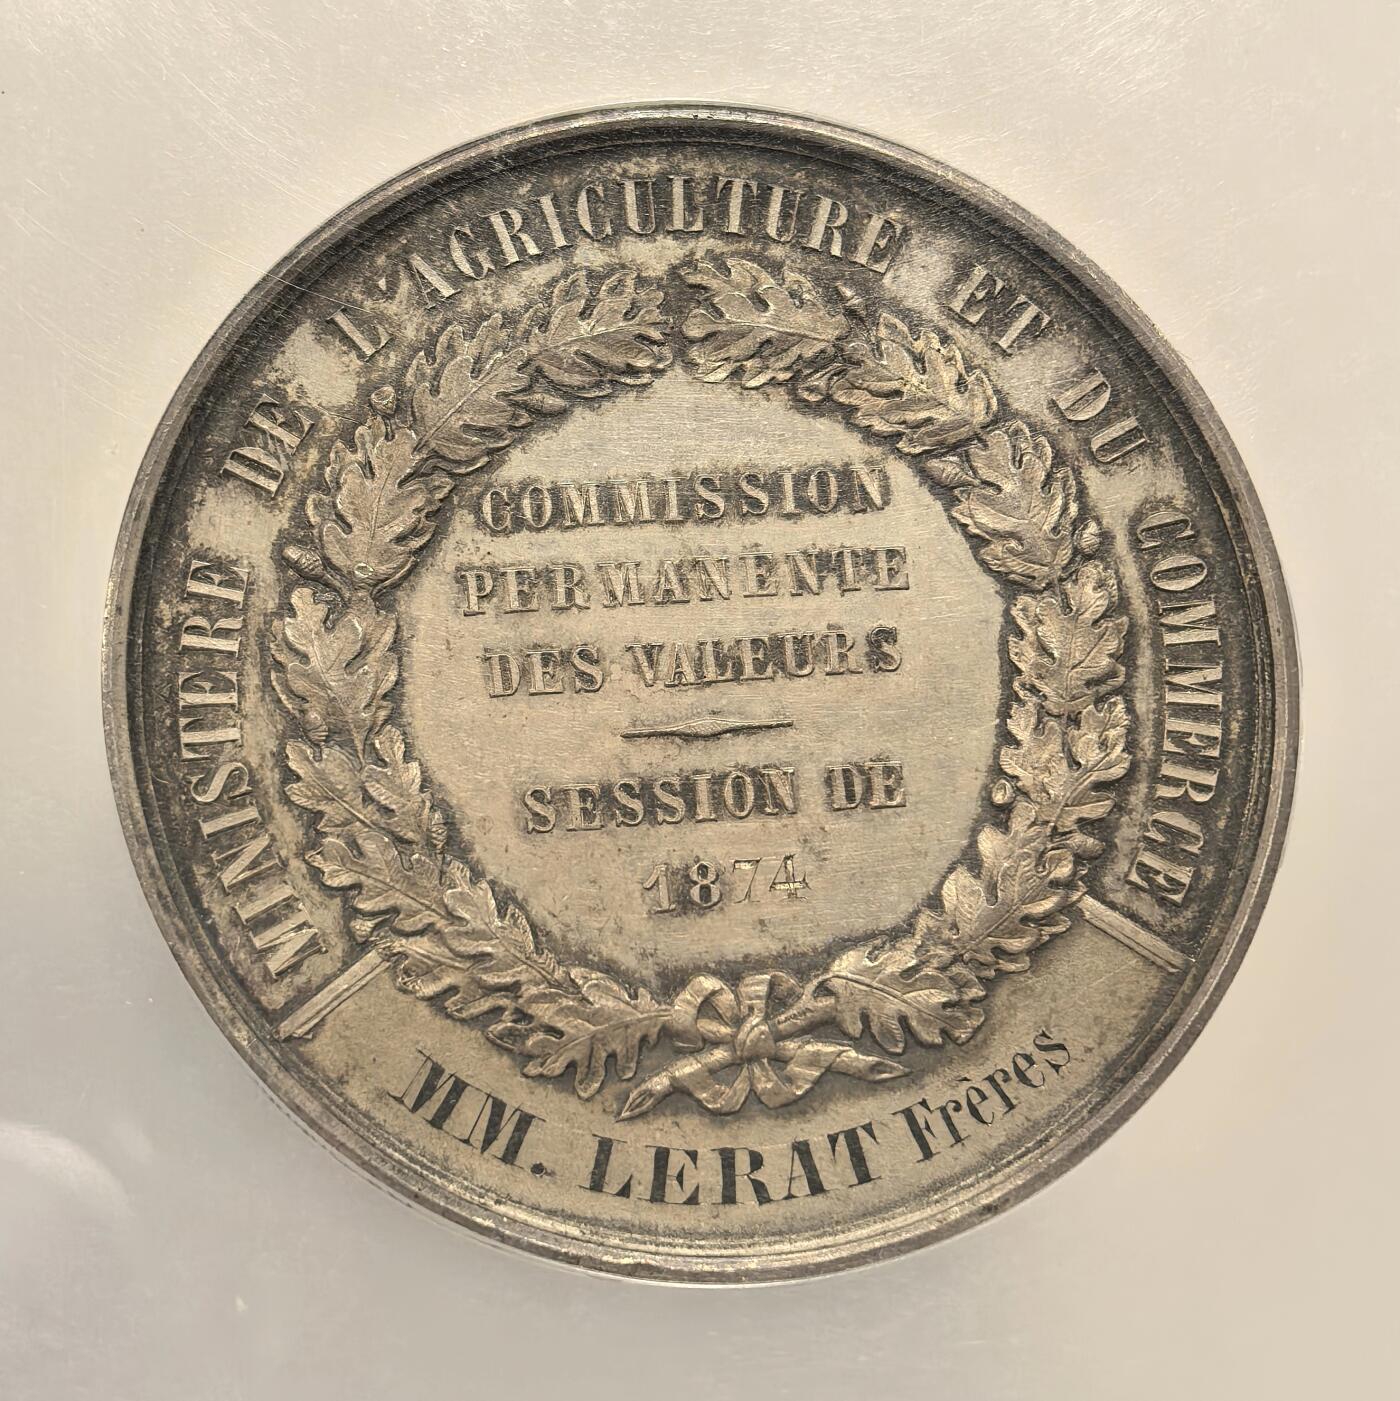 MINISTERE DE L'AGRICULTURE ET DU COMMERCE
COMMISSION
PERMANENTE
DES VALEURS
SESSION DE
1874
MM. LERAT Frères